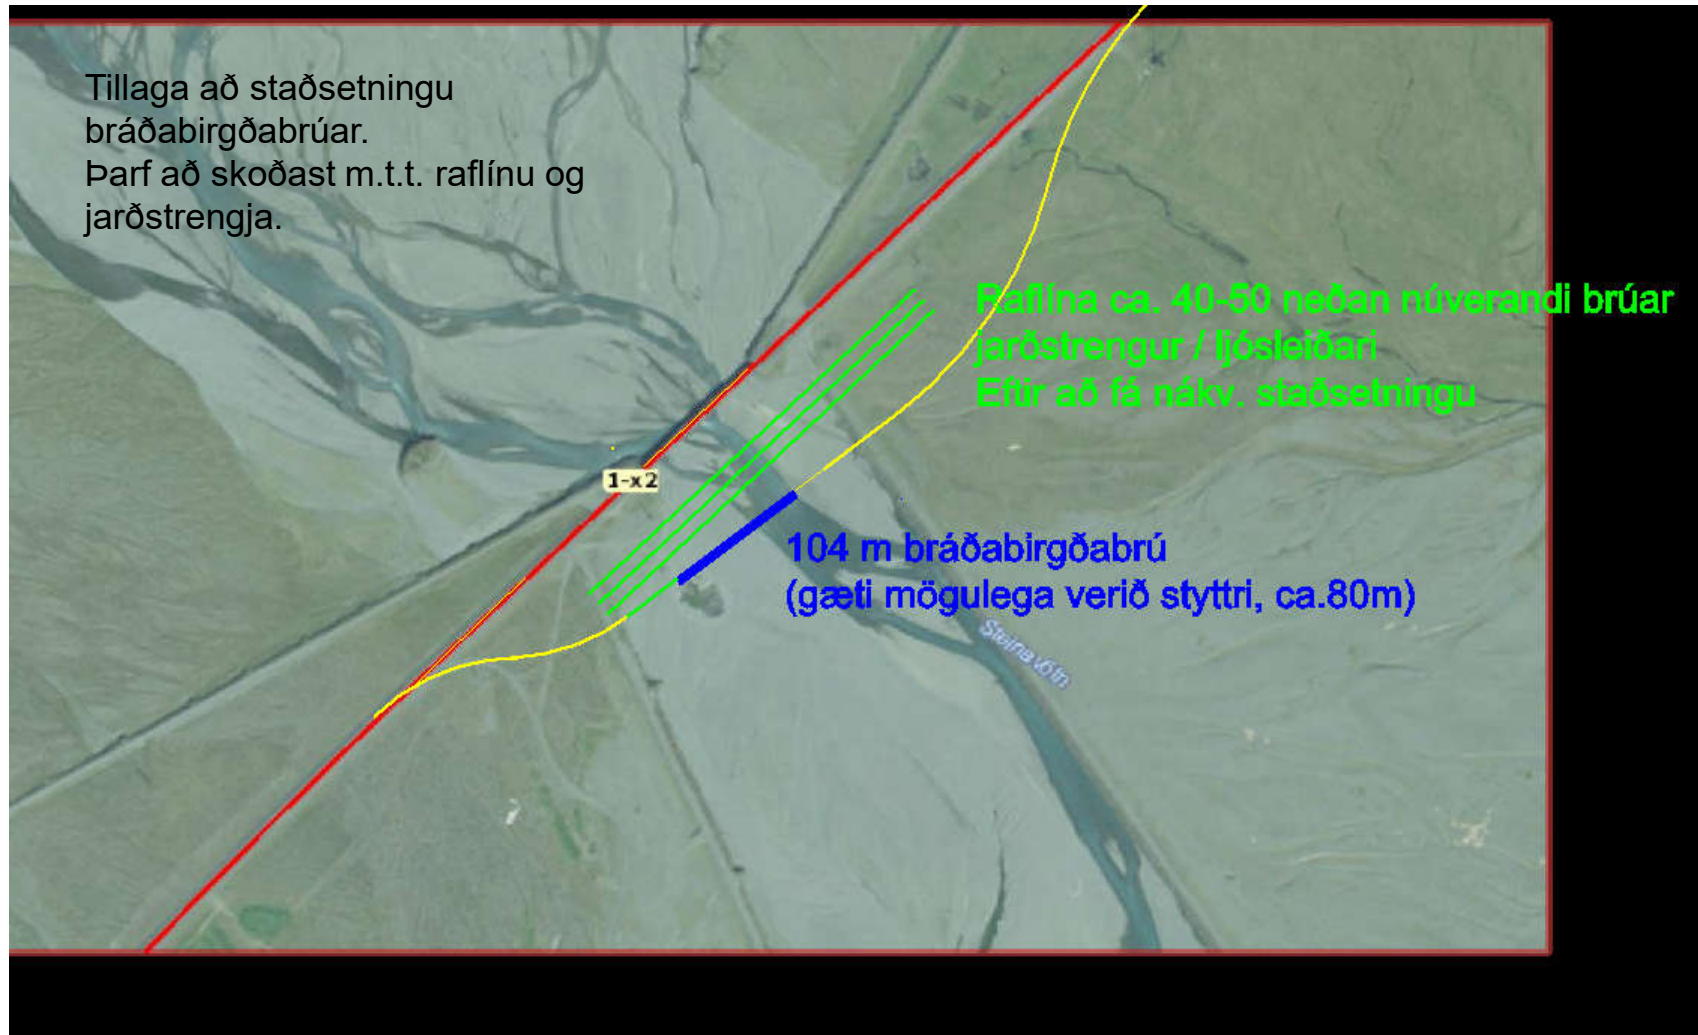 Tillaga að staðsetningu
bráðabirgðabrúar.
Þarf að skoðast m.t.t. raflínu og
jarðstrengja.
Raflína ca. 40-50 neðan núverandi brúar
jarðstrengur / ljósleiðari
Eftir að fá nákv. staðsetningu
1-x2
104 m bráðabirgðabrú
(gæti mögulega verið styttri, ca.80m)
Steinavötn